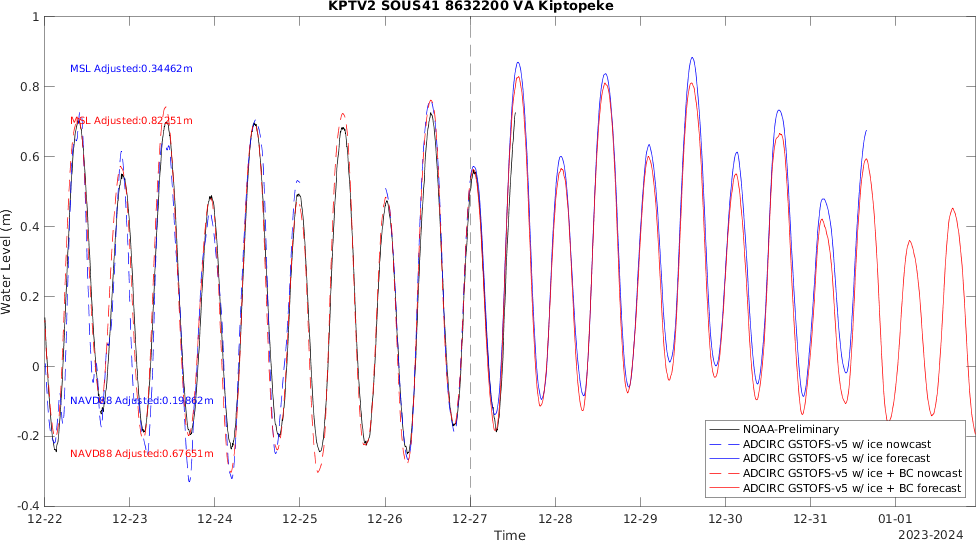 KPTV2 SOUS41 8632200 VA Kiptopeke
1
MSL Adjusted:0.34462m
0.8
MSL Adjusted:0.82251m
0.6
0.4
Water Level (m)
0.2
0
NAVD88 Adjusted:0.19862m
-0.2
NAVD88 Adjusted:0.67651m
NOAA-Preliminary
ADCIRC GSTOFS-v5 w/ ice nowcast
ADCIRC GSTOFS-v5 w/ ice forecast
ADCIRC GSTOFS-v5 w/ ice + BC nowcast
ADCIRC GSTOFS-v5 w/ ice + BC forecast
-0.4
12-22 12-23 12-24 12-25 12-26 12-27 12-28 12-29 12-30 12-31 01-01
Time
2023-2024